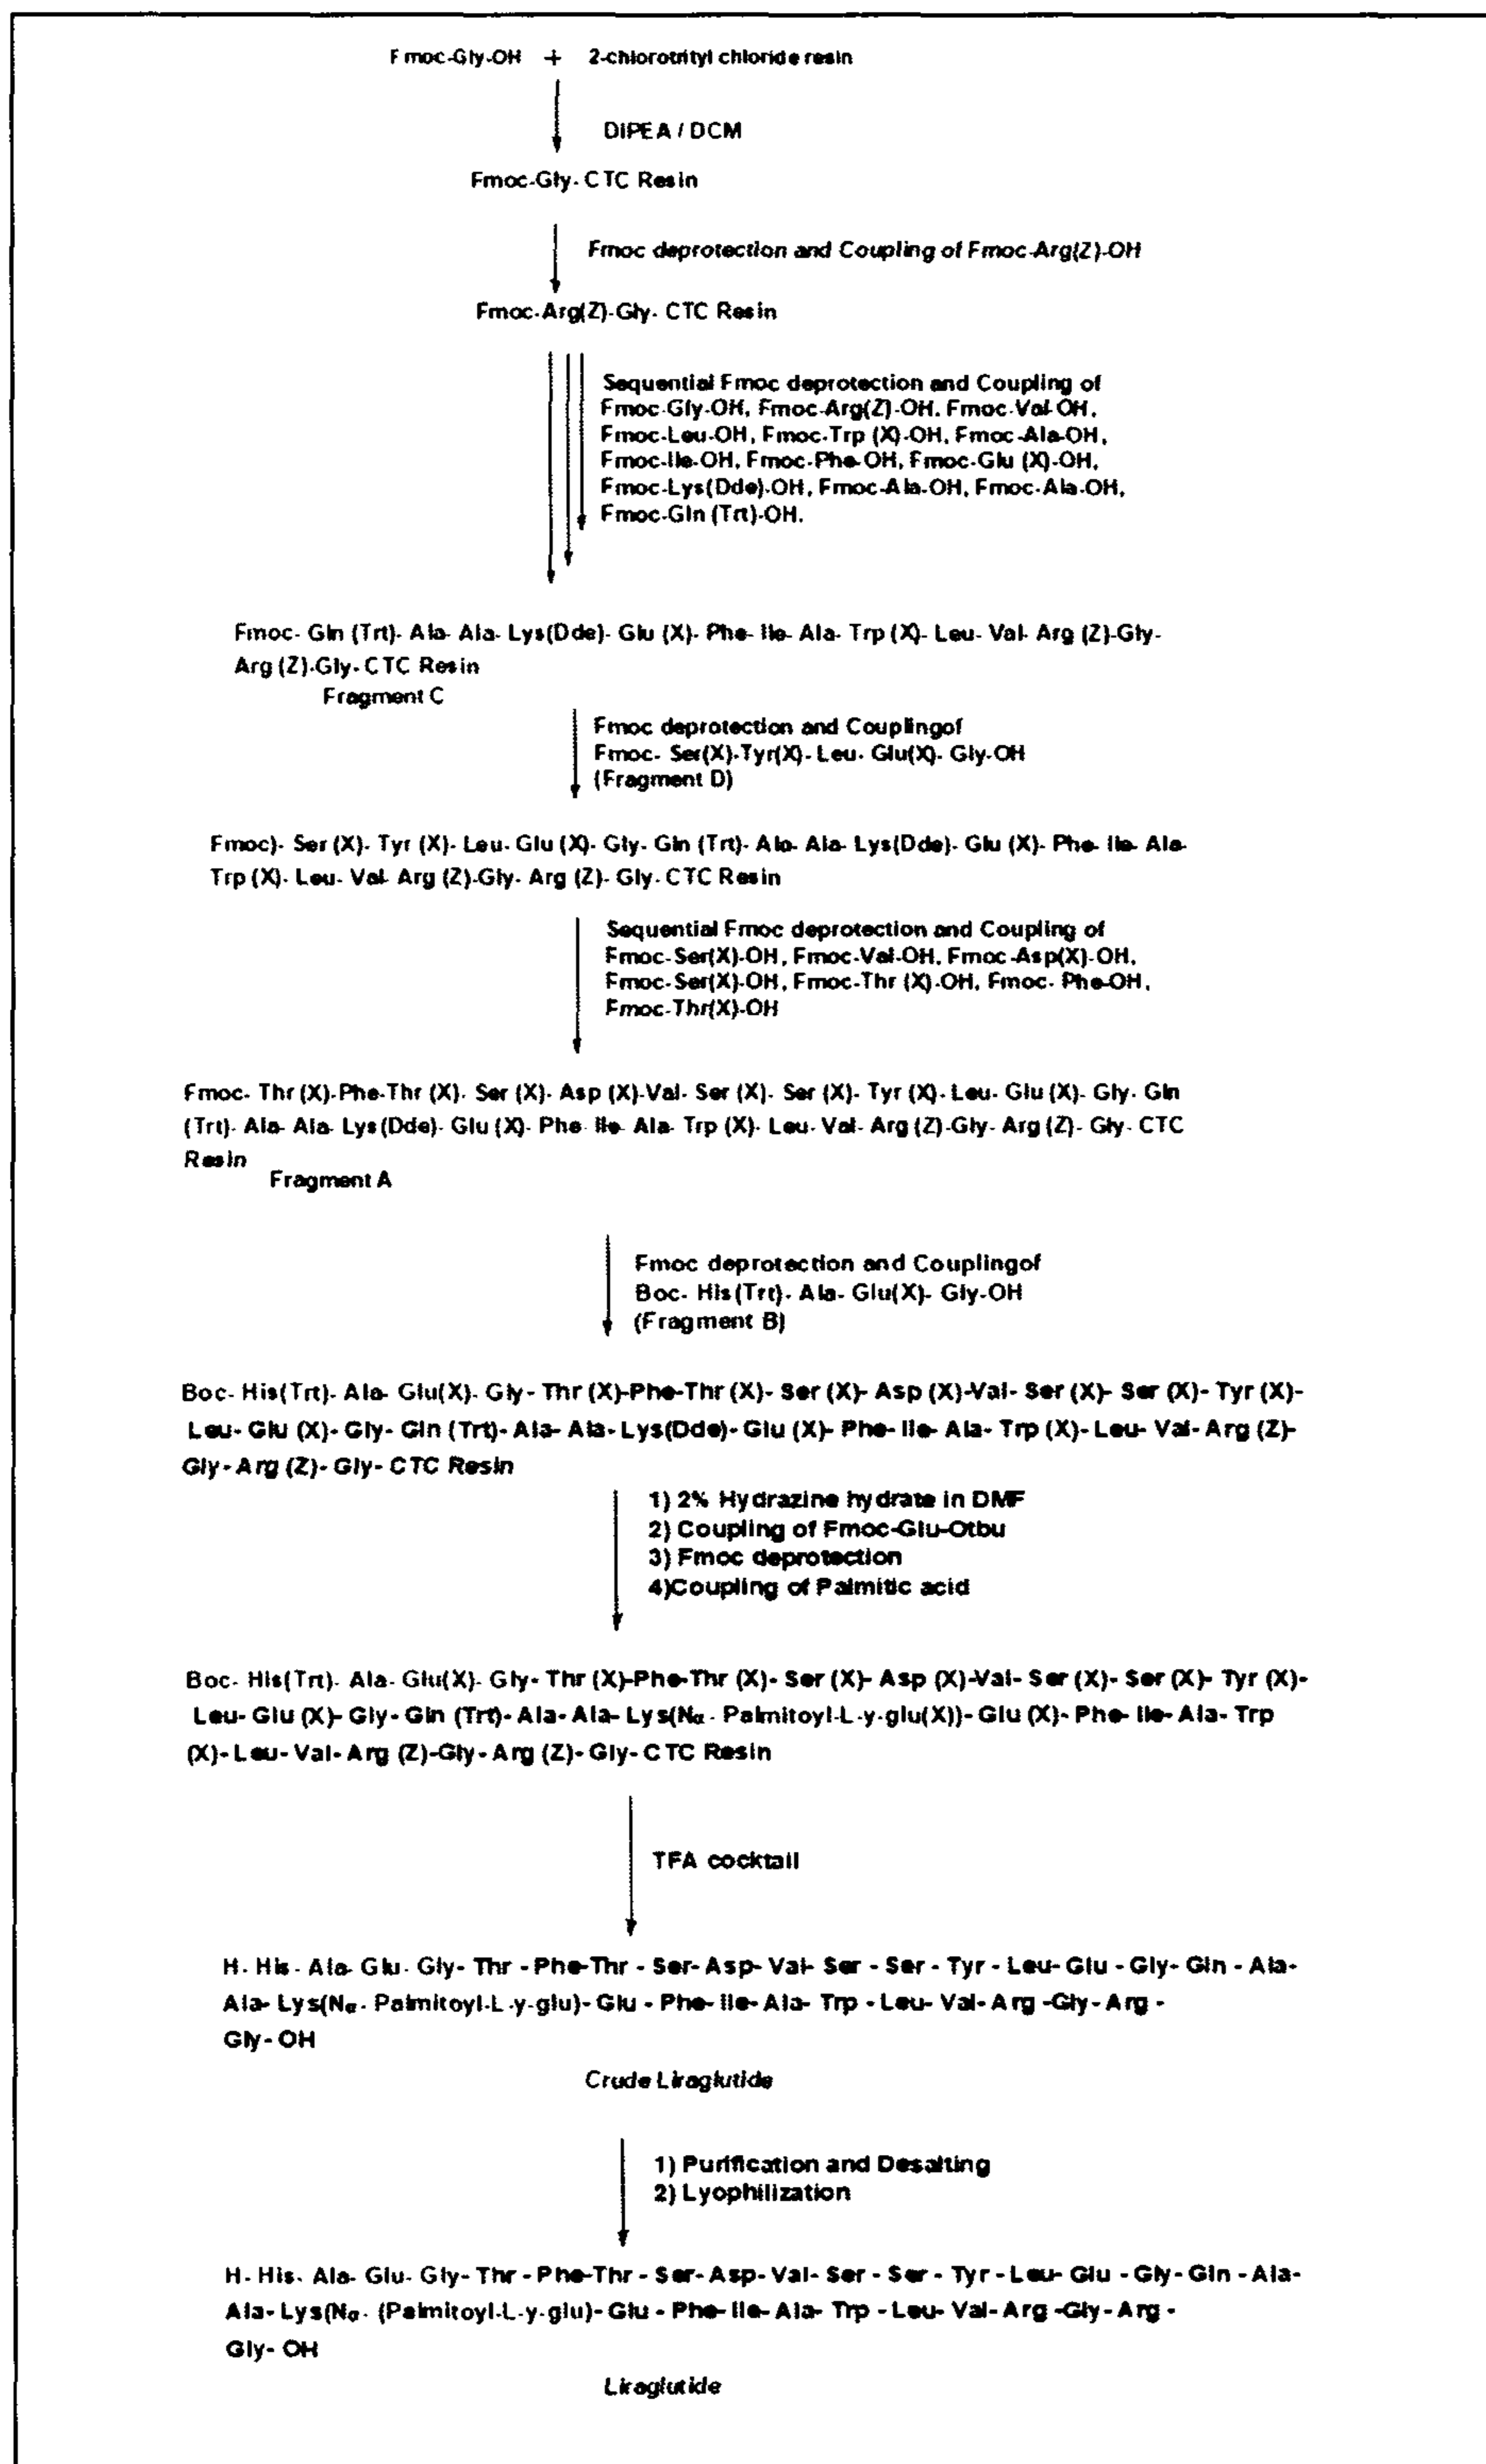 Fmoc-Gly-OH + 2-chlorotrityl chloride resin
DIPEA / DCM
Fmoc-Gly- CTC Resin
Fmoc deprotection and Coupling of Fmoc-Arg(Z)-OH
Fmoc-Arg(Z)-Gly- CTC Resin
Sequential Fmoc deprotection and Coupling of
Fmoc-Gly-OH, Fmoc-Arg(Z)-OH, Fmoc-Val-OH,
Fmoc-Leu-OH, Fmoc-Trp (X)-OH, Fmoc-Ala-OH,
Fmoc-Ile-OH, Fmoc-Phe-OH, Fmoc-Glu (X)-OH,
Fmoc-Lys(Dde)-OH, Fmoc-Ala-OH, Fmoc-Ala-OH,
Fmoc-Gln (Trt)-OH.
Fmoc- Gln (Trt)- Ala- Ala- Lys(Dde)- Glu (X)- Phe- Ile- Ala- Trp (X)- Leu- Val- Arg (Z)-Gly-
Arg (Z)-Gly- CTC Resin
Fragment C
Fmoc deprotection and Couplingof
Fmoc- Ser(X)-Tyr(X)- Leu- Glu(X)- Gly-OH
(Fragment D)
Fmoc)- Ser (X)- Tyr (X)- Leu- Glu (X)- Gly- Gln (Trt)- Ala- Ala- Lys(Dde)- Glu (X)- Phe- Ile- Ala-
Trp (X)- Leu- Val- Arg (Z)-Gly- Arg (Z)- Gly- CTC Resin
Sequential Fmoc deprotection and Coupling of
Fmoc-Ser(X)-OH, Fmoc-Val-OH, Fmoc-Asp(X)-OH,
Fmoc-Ser(X)-OH, Fmoc-Thr (X)-OH, Fmoc- Phe-OH,
Fmoc-Thr(X)-OH
Fmoc- Thr (X)-Phe-Thr (X)- Ser (X)- Asp (X)-Val- Ser (X)- Ser (X)- Tyr (X)- Leu- Glu (X)- Gly- Gln
(Trt)- Ala- Ala- Lys(Dde)- Glu (X)- Phe- Ile- Ala- Trp (X)- Leu- Val- Arg (Z)-Gly- Arg (Z)- Gly- CTC
Resin
Fragment A
Fmoc deprotection and Couplingof
Boc- His(Trt)- Ala- Glu(X)- Gly-OH
(Fragment B)
Boc- His(Trt)- Ala- Glu(X)- Gly- Thr (X)-Phe-Thr (X)- Ser (X)- Asp (X)-Val- Ser (X)- Ser (X)- Tyr (X)-
Leu- Glu (X)- Gly- Gln (Trt)- Ala- Ala- Lys(Dde)- Glu (X)- Phe- Ile- Ala- Trp (X)- Leu- Val- Arg (Z)-
Gly- Arg (Z)- Gly- CTC Resin
1) 2% Hydrazine hydrate in DMF
2) Coupling of Fmoc-Glu-Otbu
3) Fmoc deprotection
4)Coupling of Palmitic acid
Boc- His(Trt)- Ala- Glu(X)- Gly- Thr (X)-Phe-Thr (X)- Ser (X)- Asp (X)-Val- Ser (X)- Ser (X)- Tyr (X)-
Leu- Glu (X)- Gly- Gln (Trt)- Ala- Ala- Lys(Nα- Palmitoyl-L-y-glu(X))- Glu (X)- Phe- Ile- Ala- Trp
(X)- Leu- Val- Arg (Z)-Gly- Arg (Z)- Gly- CTC Resin
TFA cocktail
H- His- Ala- Glu- Gly- Thr - Phe-Thr - Ser- Asp- Val- Ser - Ser - Tyr - Leu- Glu - Gly- Gln - Ala-
Ala- Lys(Nα- Palmitoyl-L-y-glu)- Glu - Phe- Ile- Ala- Trp - Leu- Val- Arg -Gly- Arg -
Gly- OH
Crude Liraglutide
1) Purification and Desalting
2) Lyophilization
H- His- Ala- Glu- Gly- Thr - Phe-Thr - Ser- Asp- Val- Ser - Ser - Tyr - Leu- Glu - Gly- Gln - Ala-
Ala- Lys(Nα- (Palmitoyl-L-y-glu)- Glu - Phe- Ile- Ala- Trp - Leu- Val- Arg -Gly- Arg -
Gly- OH
Liraglutide